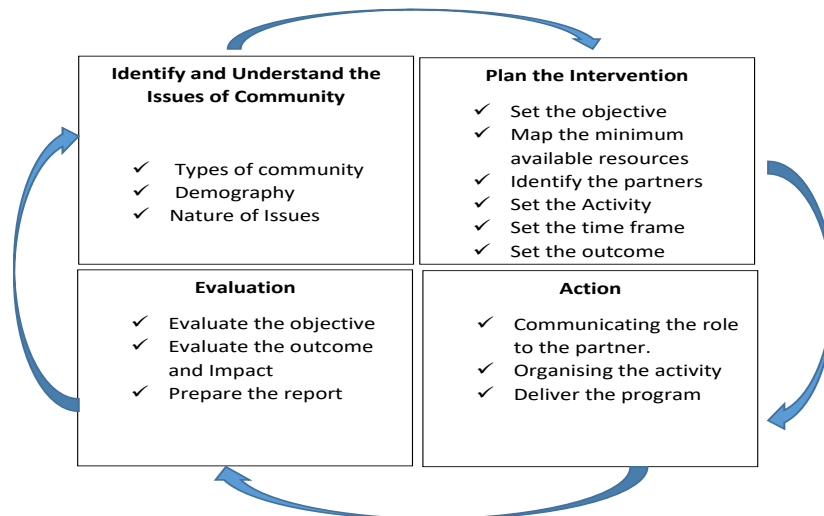 Identify and Understand the
Issues of Community
✓ Types of community
✓ Demography
✓ Nature of Issues
Plan the Intervention
✓ Set the objective
✓ Map the minimum
available resources
✓ Identify the partners
✓ Set the Activity
✓ Set the time frame
✓ Set the outcome
Evaluation
✓ Evaluate the objective
✓ Evaluate the outcome
and Impact
✓ Prepare the report
Action
✓ Communicating the role
to the partner.
✓ Organising the activity
✓ Deliver the program